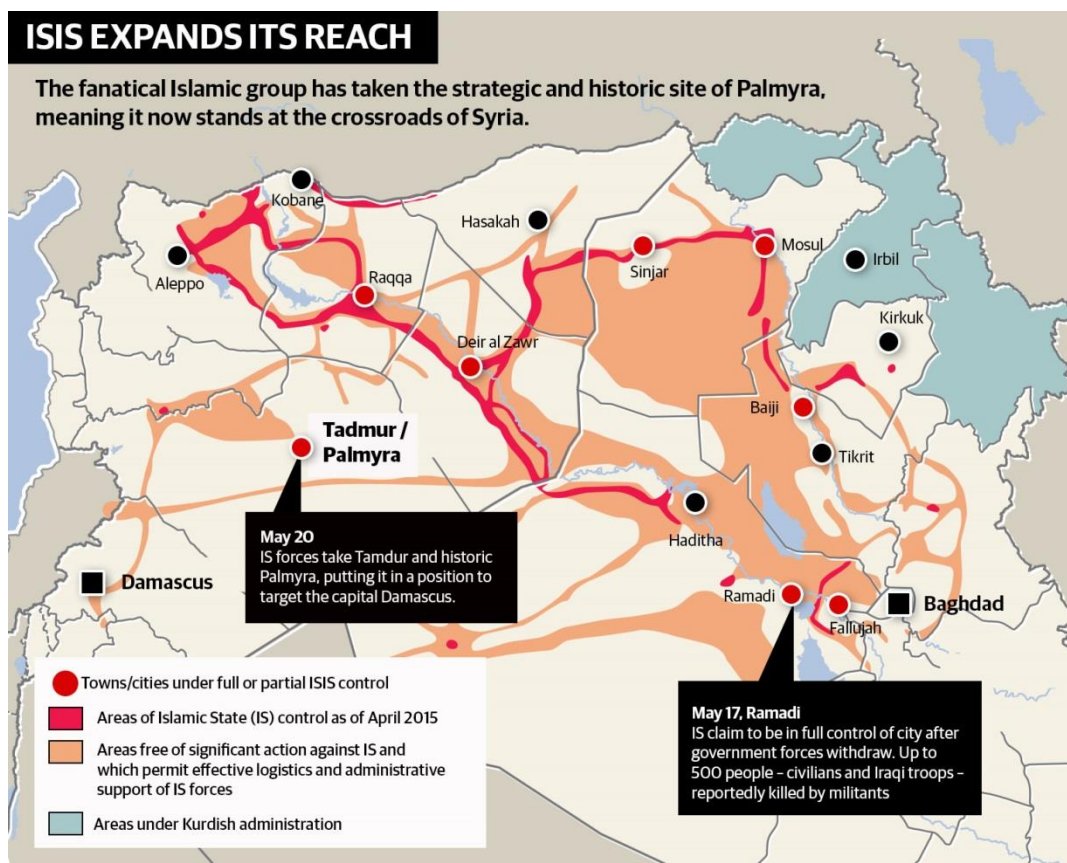 ISIS EXPANDS ITS REACH
The fanatical Islamic group has taken the strategic and historic site of Palmyra,
meaning it now stands at the crossroads of Syria.
Kobane
Hasakah
Mosul
Sinjar
Irbil
Aleppo
Raqqa
Kirkuk
Deir al Zawr
Baiji
Tadmur /
Palmyra
Tikrit
May 20
IS forces take Tamdur and historic
Palmyra, putting it in a position to
target the capital Damascus.
Haditha
Damascus
Ramadi
Fallujah
Baghdad
Towns/cities under full or partial ISIS control
Areas of Islamic State (IS) control as of April 2015
Areas free of significant action against IS and
which permit effective logistics and administrative
support of IS forces
Areas under Kurdish administration
May 17, Ramadi
IS claim to be in full control of city after
government forces withdraw. Up to
500 people – civilians and Iraqi troops –
reportedly killed by militants